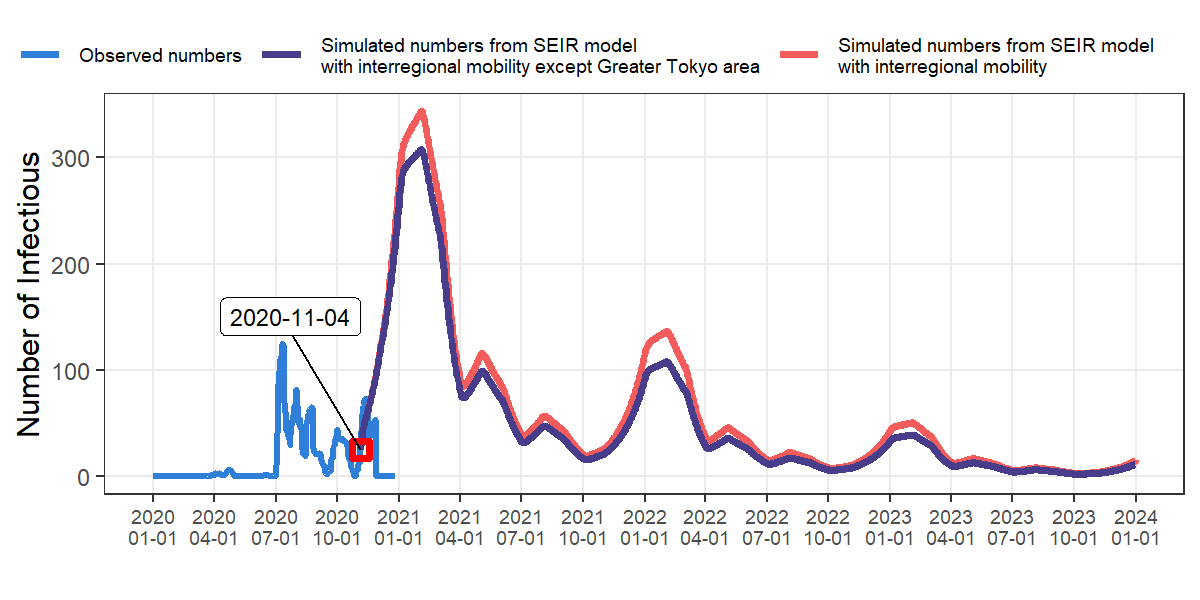 Observed numbers
Simulated numbers from SEIR model
with interregional mobility except Greater Tokyo area
Simulated numbers from SEIR model
with interregional mobility
Number of Infectious
300
200
100
0
2020-11-04
2020 2020 2020 2020 2021 2021 2021 2021 2022 2022 2022 2022 2023 2023 2023 2023 2024
01-01 04-01 07-01 10-01 01-01 04-01 07-01 10-01 01-01 04-01 07-01 10-01 01-01 04-01 07-01 10-01 01-01